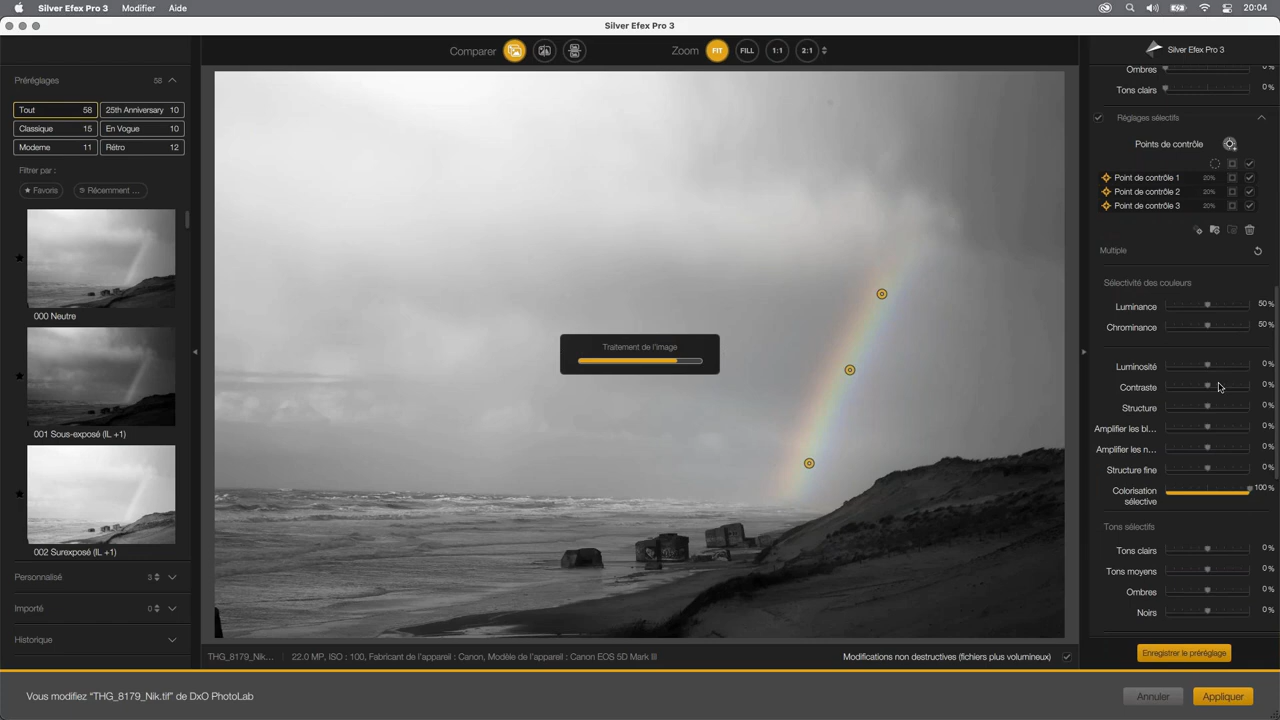 Silver Efex Pro 3 Modifier Aide 20:04
Silver Efex Pro 3
Comparer Zoom FIT FILL 1:1 2:1
Silver Efex Pro 3
Préréglages 58
Tout 58 25th Anniversary 10
Classique 15 En Vogue 10
Moderne 11 Rétro 12
Filtrer par :
Favoris Récemment ...
000 Neutre
001 Sous-exposé (IL +1)
002 Surexposé (IL +1)
Personnalisé 3
Importé 0
Historique
Traitement de l'image
THG_8179_Nik... 22.0 MP, ISO : 100, Fabricant de l'appareil : Canon, Modèle de l'appareil : Canon EOS 5D Mark III Modifications non destructives (fichiers plus volumineux)
Ombres 0 %
Tons clairs 0 %
Réglages sélectifs
Points de contrôle
Point de contrôle 1 20%
Point de contrôle 2 20%
Point de contrôle 3 20%
Multiple
Sélectivité des couleurs
Luminance 50 %
Chrominance 50 %
Luminosité 0 %
Contraste 0 %
Structure 0 %
Amplifier les bl... 0 %
Amplifier les n... 0 %
Structure fine 0 %
Colorisation 100 %
sélective
Tons sélectifs
Tons clairs 0 %
Tons moyens 0 %
Ombres 0 %
Noirs 0 %
Enregistrer le préréglage
Vous modifiez "THG_8179_Nik.tif" de DxO PhotoLab Annuler Appliquer